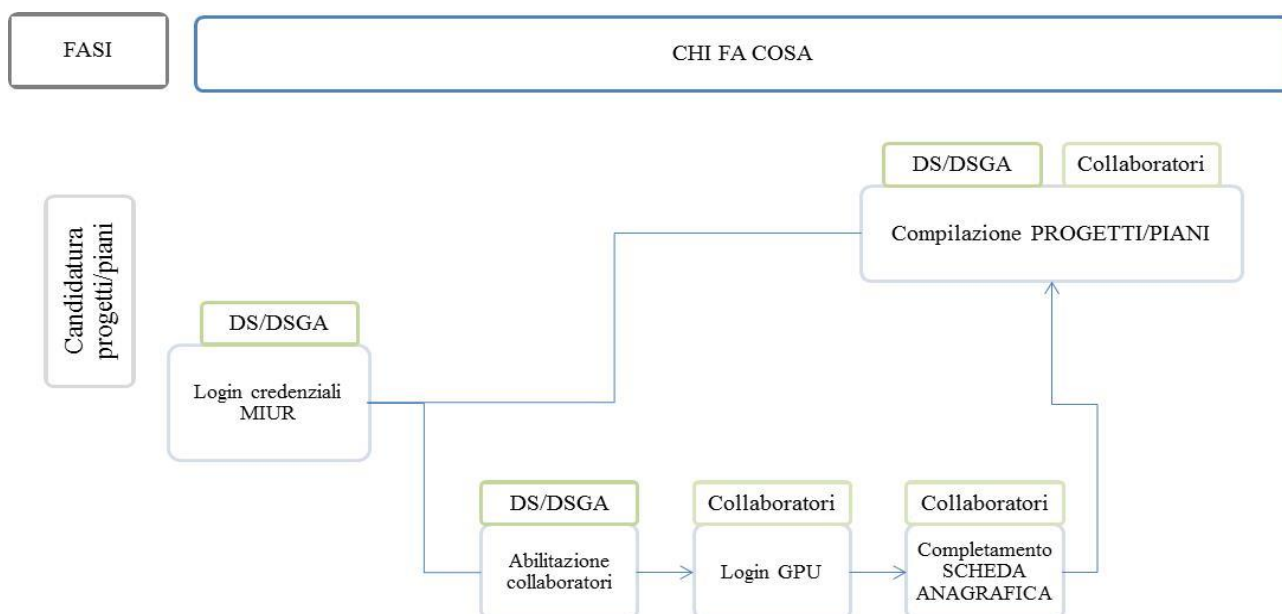 FASI
CHI FA COSA
DS/DSGA
Collaboratori
Compilazione PROGETTI/PIANI
Candidatura
progetti/piani
DS/DSGA
Login credenziali
MIUR
DS/DSGA
Collaboratori
Collaboratori
Abilitazione
collaboratori
Login GPU
Completamento
SCHEDA
ANAGRAFICA